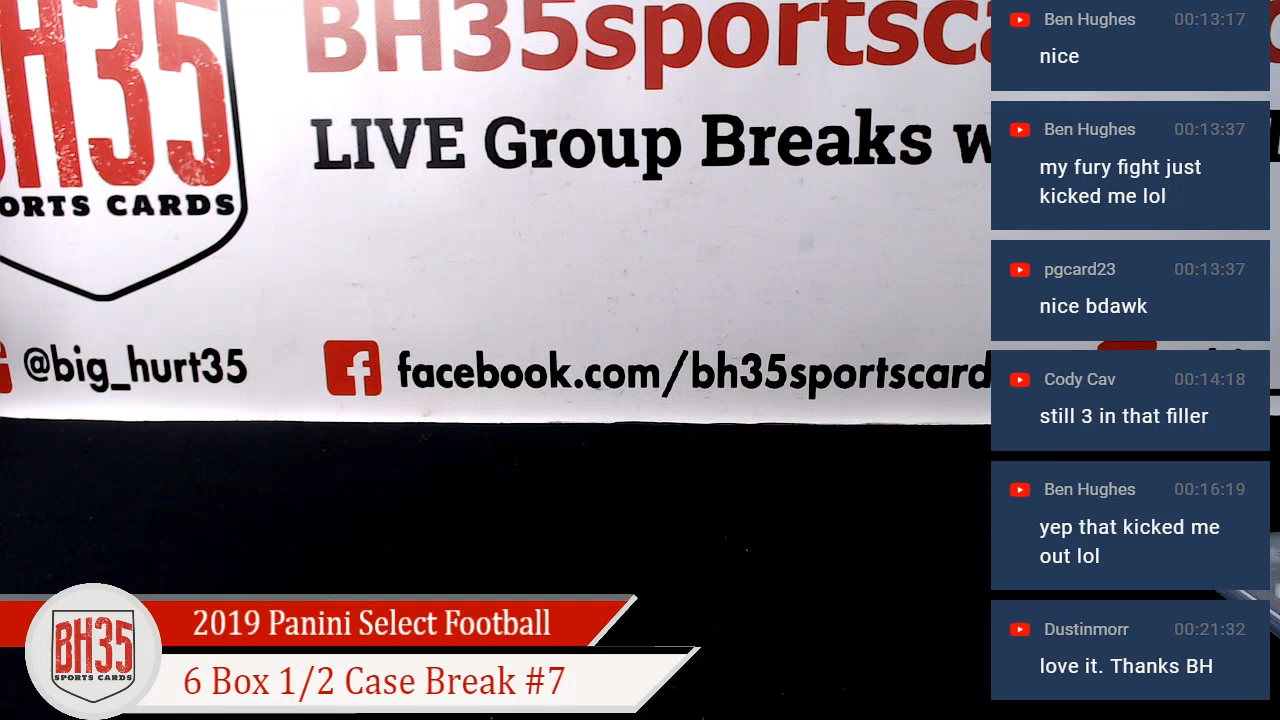 BH35
ORTS CARDS
BH35sportsca
LIVE Group Breaks w
@big_hurt35
facebook.com/bh35sportscard
2019 Panini Select Football
6 Box 1/2 Case Break #7
BH35
SPORTS CARDS
Ben Hughes 00:13:17
nice
Ben Hughes 00:13:37
my fury fight just
kicked me lol
pgcard23 00:13:37
nice bdawk
Cody Cav 00:14:18
still 3 in that filler
Ben Hughes 00:16:19
yep that kicked me
out lol
Dustinmorr 00:21:32
love it. Thanks BH